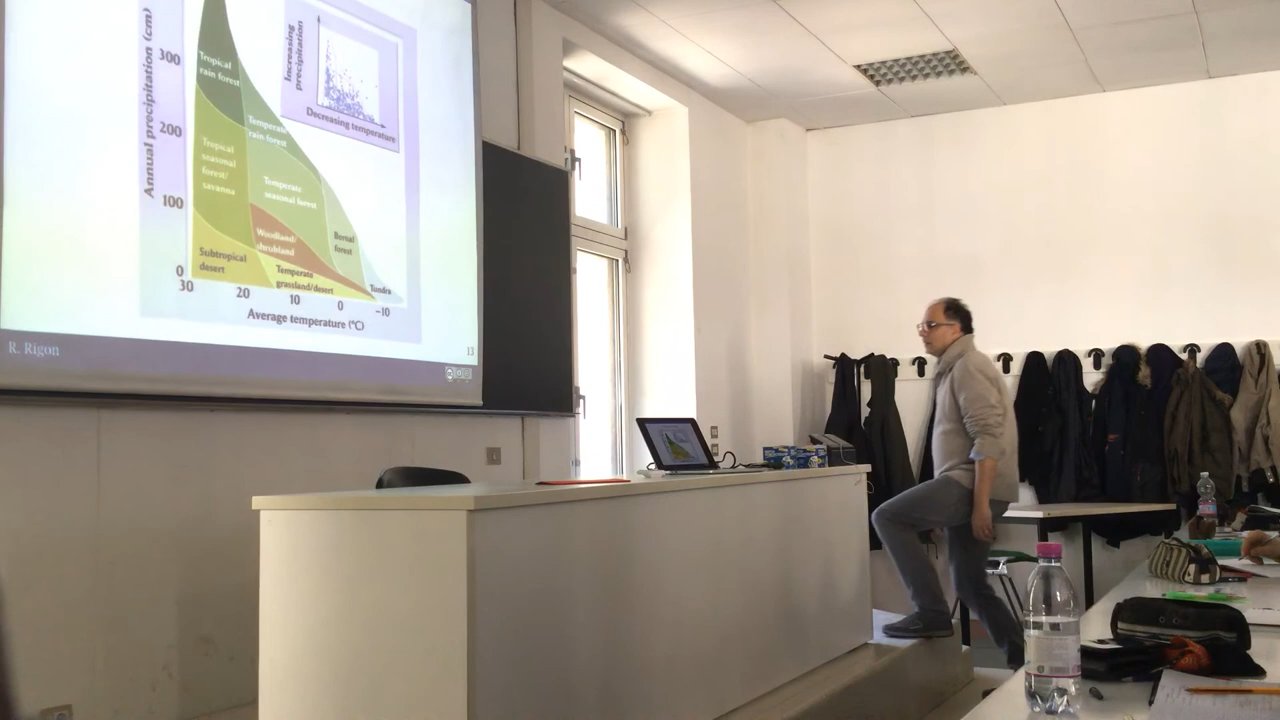 Annual precipitation (cm)
300
200
100
0
30
20
10
0
-10
Average temperature (°C)
Tropical
rain forest
Temperate
rain forest
Tropical
seasonal
forest/
savanna
Temperate
seasonal forest
Woodland/
shrubland
Boreal
forest
Subtropical
desert
Temperate
grassland/desert
Tundra
Increasing
precipitation
Decreasing temperature
R. Rigon
13